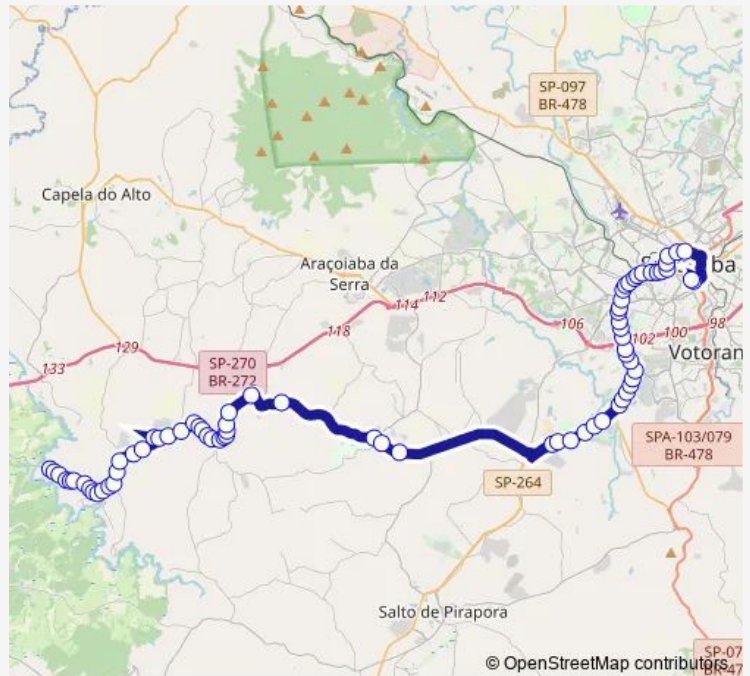 SP-097
BR-478
Capela do Alto
Araçoiaba da
Serra
114
112
118
106
129
133
102
100
98
SP-270
BR-272
Votoran
SPA-103/079
BR-478
SP-264
Salto de Pirapora
SP-07
© OpenStreetMap contributors